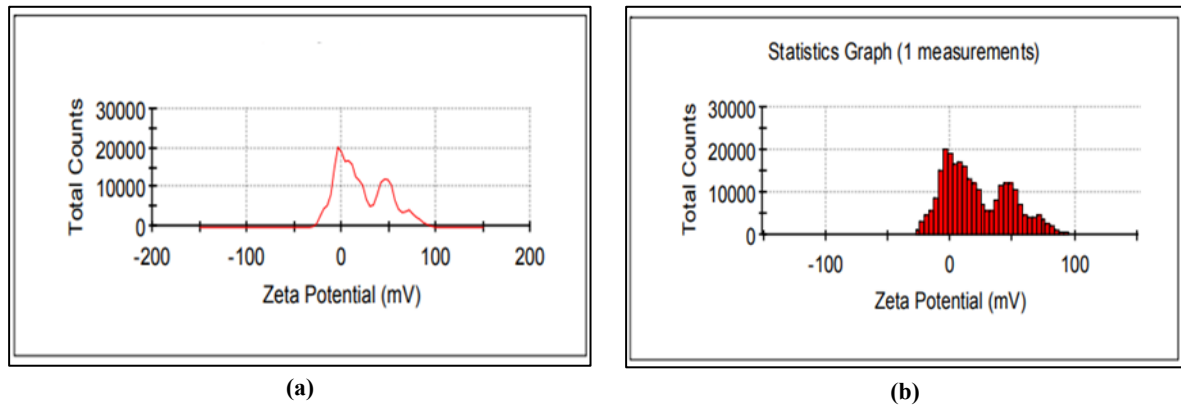 Total Counts
30000
20000
10000
0
-200 -100 0 100 200
Zeta Potential (mV)
(a)
Statistics Graph (1 measurements)
Total Counts
30000
20000
10000
0
-100 0 100
Zeta Potential (mV)
(b)